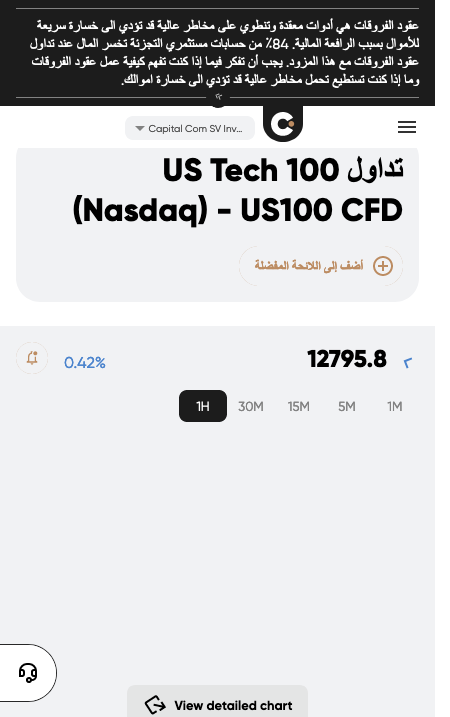 عقود الفروقات هي أدوات معقدة وتنطوي على مخاطر عالية قد تؤدي الى خسارة سريعة
للأموال بسبب الرافعة المالية. 84٪ من حسابات مستثمري التجزئة تخسر المال عند تداول
عقود الفروقات مع هذا المزود. يجب أن تفكر فيما إذا كنت تفهم كيفية عمل عقود الفروقات
وما إذا كنت تستطيع تحمل مخاطر عالية قد تؤدي الى خسارة اموالك.
Capital Com SV Inv...
تداول US Tech 100
(Nasdaq) - US100 CFD
أضف إلى اللائحة المفضلة
12795.8
0.42%
1H 30M 15M 5M 1M
View detailed chart